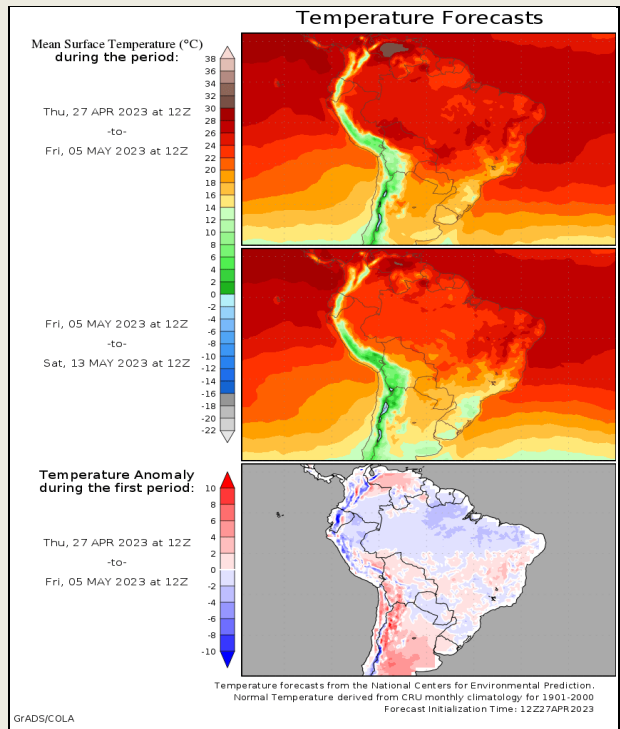 Temperature Forecasts
Mean Surface Temperature (°C)
during the period:
Thu, 27 APR 2023 at 12Z
-to-
Fri, 05 MAY 2023 at 12Z
38
36
34
32
30
28
26
24
22
20
18
16
14
12
10
8
6
4
2
0
-2
-4
-6
-8
-10
-12
-14
-16
-18
-20
-22
Fri, 05 MAY 2023 at 12Z
-to-
Sat, 13 MAY 2023 at 12Z
Temperature Anomaly
during the first period:
Thu, 27 APR 2023 at 12Z
-to-
Fri, 05 MAY 2023 at 12Z
10
8
6
4
2
0
-2
-4
-6
-8
-10
Temperature forecasts from the National Centers for Environmental Prediction.
Normal Temperature derived from CRU monthly climatology for 1901-2000
Forecast Initialization Time: 12Z27APR2023
GrADS/COLA